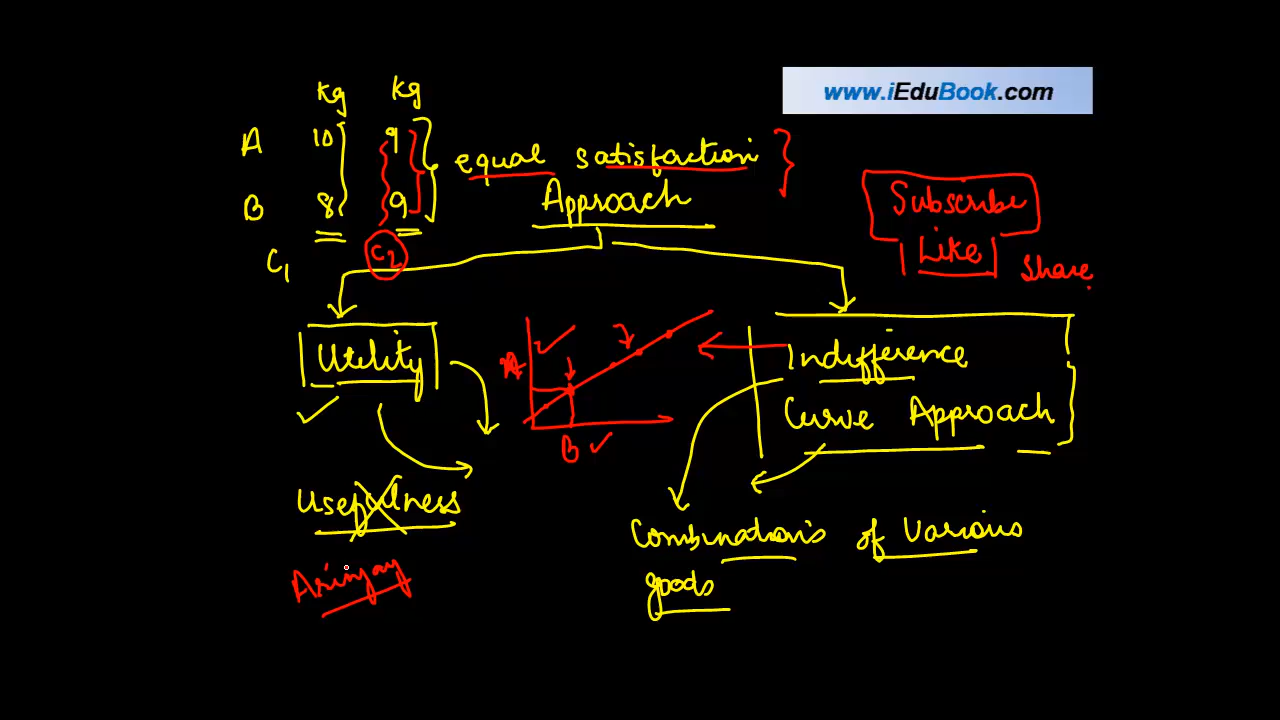 www.iEduBook.com
kg kg
A 10 9
equal satisfaction
B 8 9
Approach
Subscribe
Like
Share
C1 C2
Utility
A
B
Indifference
Curve Approach
Usefulness
Combinations of Various
goods
Arinjay